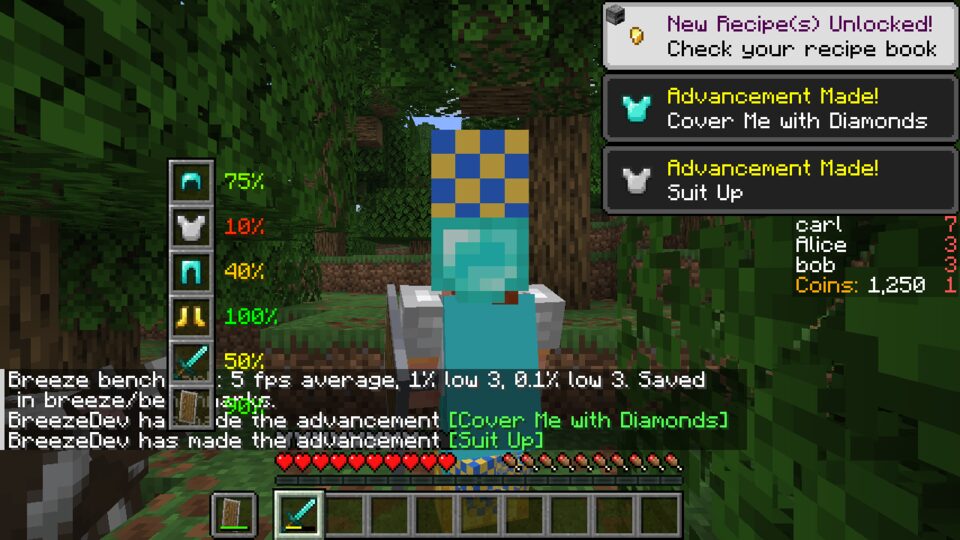 New Recipe(s) Unlocked!
Check your recipe book
Advancement Made!
Cover Me with Diamonds
Advancement Made!
Suit Up
carl 7
Alice 3
bob 3
Coins: 1,250 1
75%
10%
40%
100%
50%
90%
Breeze bench : 5 fps average, 1% low 3, 0.1% low 3. Saved
in breeze/be arks.
BreezeDev ha de the advancement [Cover Me with Diamonds]
BreezeDev has made the advancement [Suit Up]